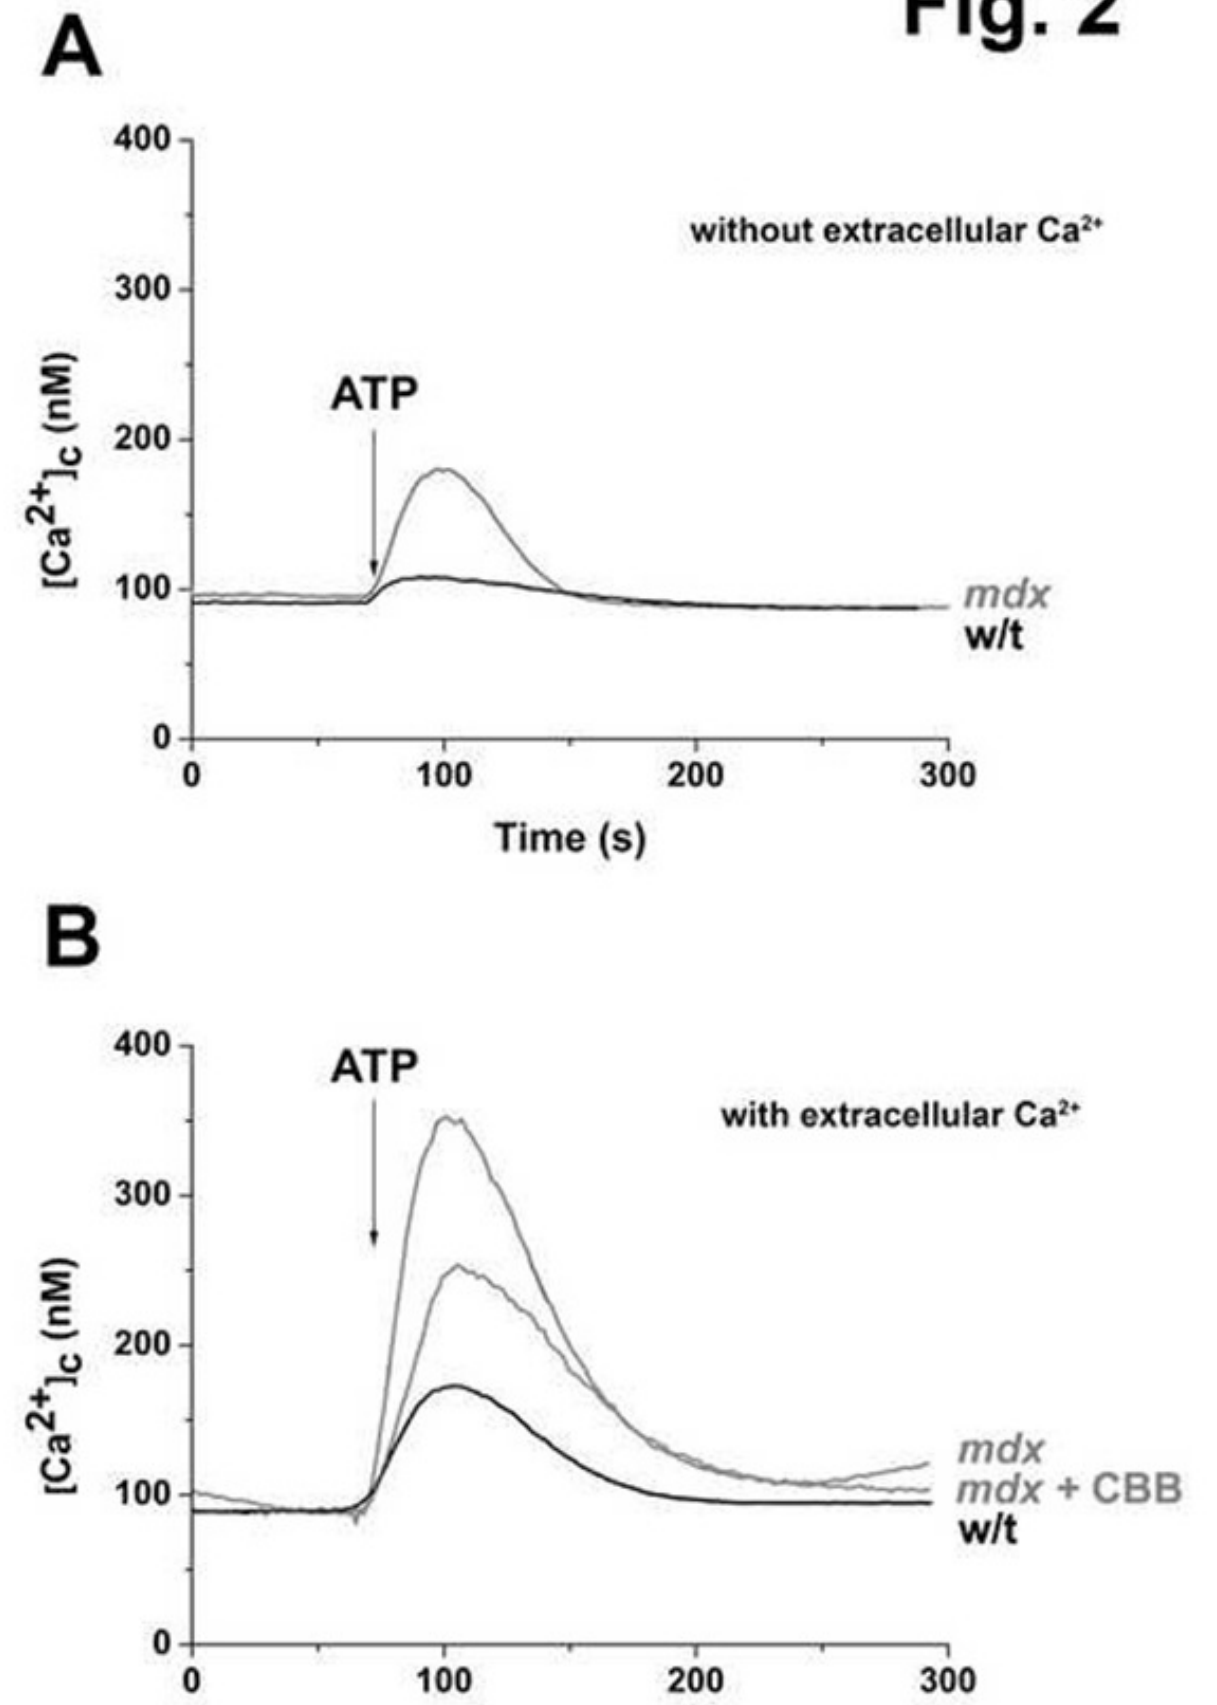 Fig. 2
A
400
300
200
100
0
[Ca²⁺]c (nM)
without extracellular Ca²⁺
ATP
mdx
w/t
0 100 200 300
Time (s)
B
400
300
200
100
0
[Ca²⁺]c (nM)
ATP
with extracellular Ca²⁺
mdx
mdx + CBB
w/t
0 100 200 300